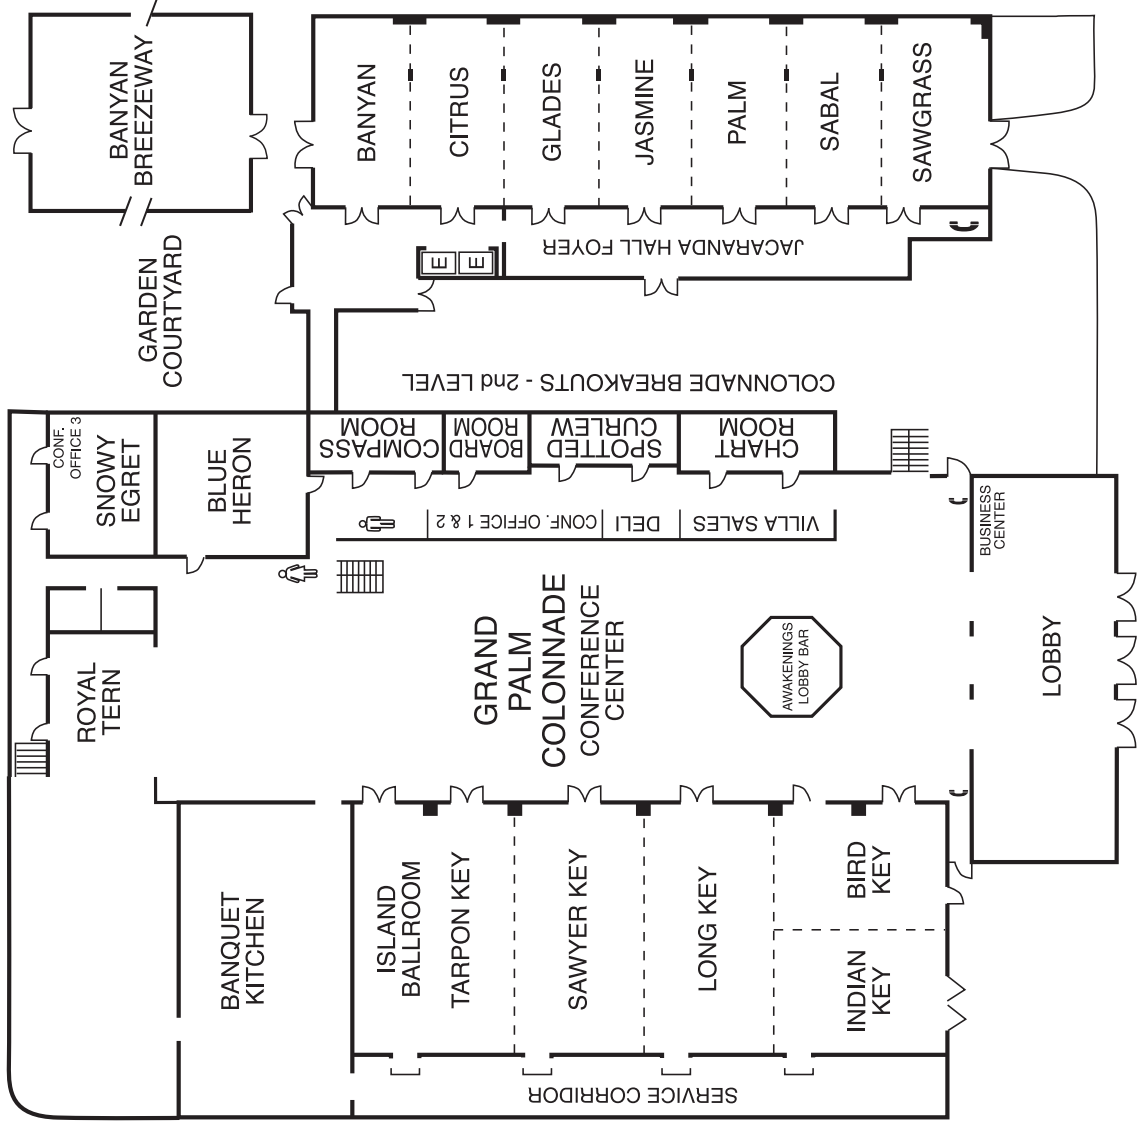 BANYAN
BREEZEWAY
BANYAN
CITRUS
GLADES
JASMINE
PALM
SABAL
SAWGRASS
JACARANDA HALL FOYER
E
E
GARDEN
COURTYARD
COLONNADE BREAKOUTS - 2nd LEVEL
CONF.
OFFICE 3
SNOWY
EGRET
BLUE
HERON
COMPASS
ROOM
BOARD
ROOM
SPOTTED
CURLEW
CHART
ROOM
CONF. OFFICE 1 & 2
DELI
VILLA SALES
BUSINESS
CENTER
ROYAL
TERN
GRAND
PALM
COLONNADE
CONFERENCE
CENTER
AWAKENINGS
LOBBY BAR
LOBBY
BANQUET
KITCHEN
ISLAND
BALLROOM
TARPON KEY
SAWYER KEY
LONG KEY
BIRD
KEY
INDIAN
KEY
SERVICE CORRIDOR